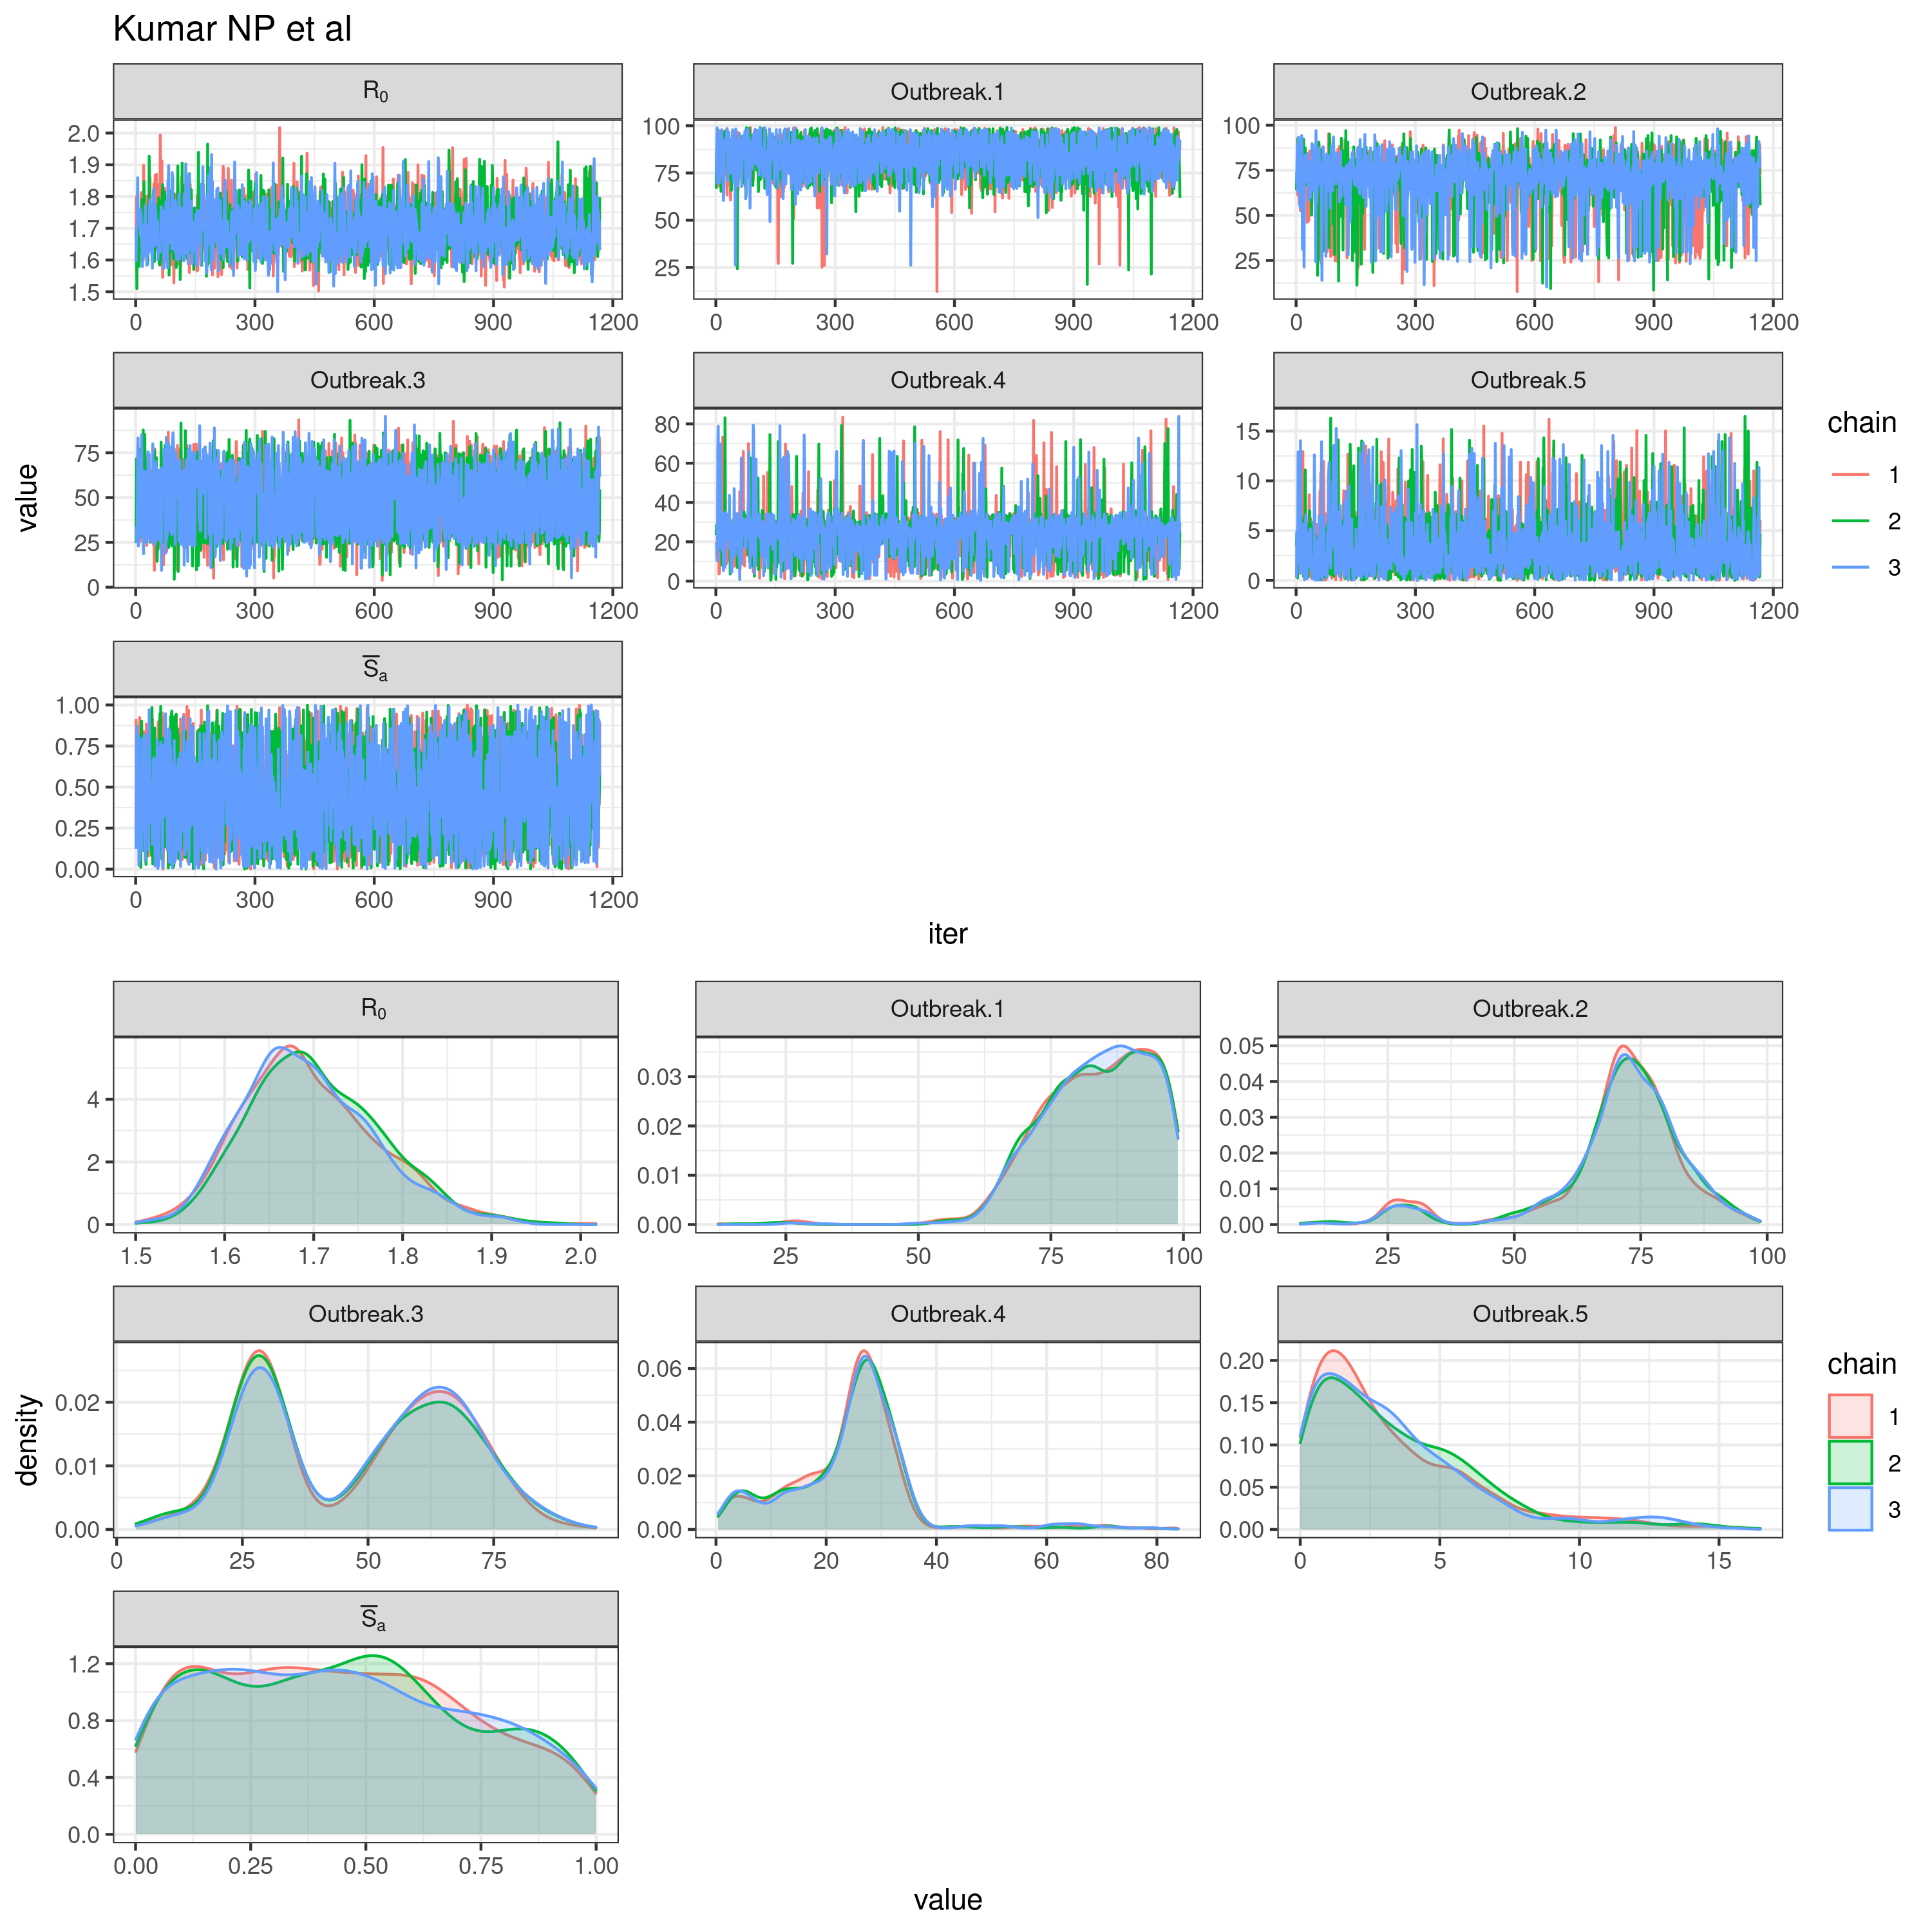 Kumar NP et al
R0 Outbreak.1 Outbreak.2
2.0 1.9 1.8 1.7 1.6 1.5
100 75 50 25
100 75 50 25
0 300 600 900 1200
0 300 600 900 1200
0 300 600 900 1200
Outbreak.3 Outbreak.4 Outbreak.5
75 50 25 0
80 60 40 20 0
15 10 5 0
0 300 600 900 1200
0 300 600 900 1200
0 300 600 900 1200
value
chain
1
2
3
S̅a
1.00 0.75 0.50 0.25 0.00
0 300 600 900 1200
iter
R0 Outbreak.1 Outbreak.2
4 2 0
0.03 0.02 0.01 0.00
0.05 0.04 0.03 0.02 0.01 0.00
1.5 1.6 1.7 1.8 1.9 2.0
25 50 75 100
25 50 75 100
Outbreak.3 Outbreak.4 Outbreak.5
0.02 0.01 0.00
0.06 0.04 0.02 0.00
0.20 0.15 0.10 0.05 0.00
0 25 50 75
0 20 40 60 80
0 5 10 15
density
chain
1
2
3
S̅a
1.2 0.8 0.4 0.0
0.00 0.25 0.50 0.75 1.00
value